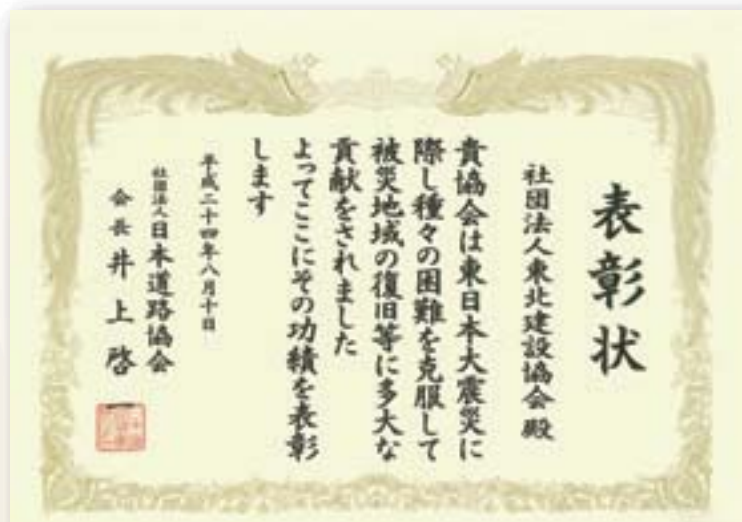 表彰状
社団法人東北建設協会殿
貴協会は東日本大震災に
際し種々の困難を克服して
被災地域の復旧等に多大な
貢献をされました
よってここにその功績を表彰
します
平成二十四年八月十日
社団法人日本道路協会
会長井上啓一